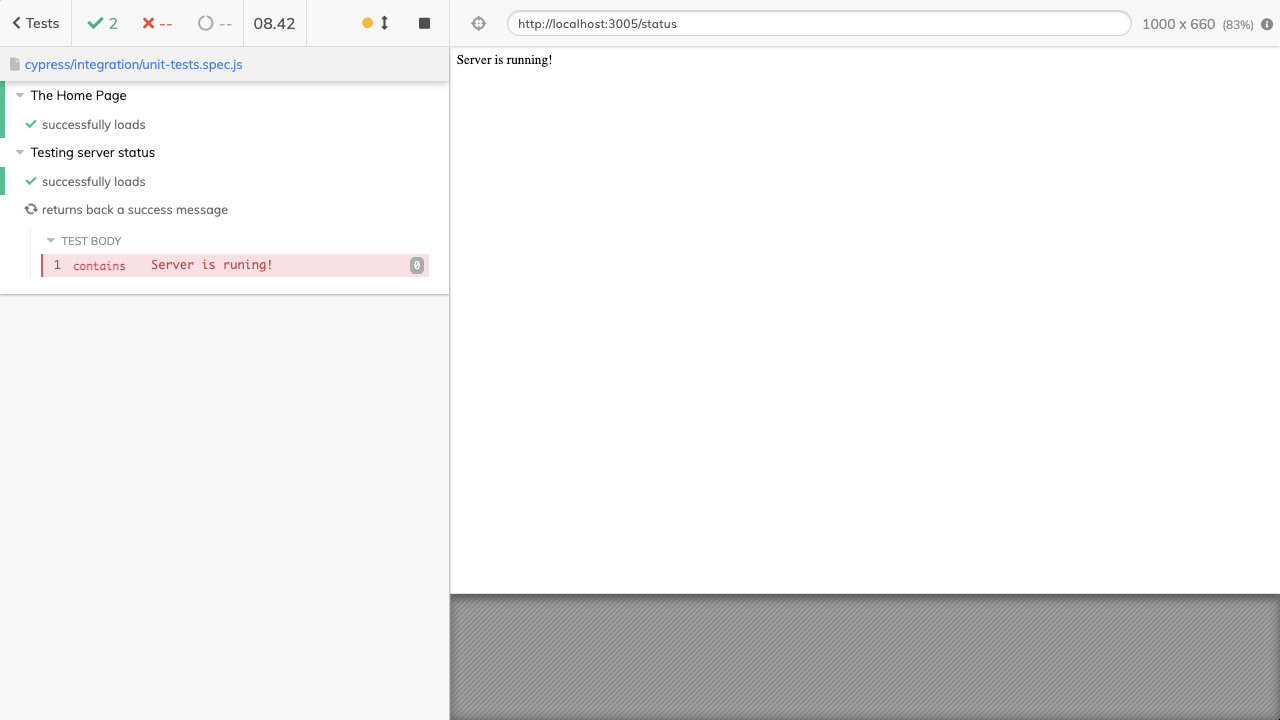 Tests 2 -- -- 08.42
http://localhost:3005/status 1000 x 660 (83%)
cypress/integration/unit-tests.spec.js
The Home Page
successfully loads
Testing server status
successfully loads
returns back a success message
TEST BODY
1 contains Server is runing! 0
Server is running!